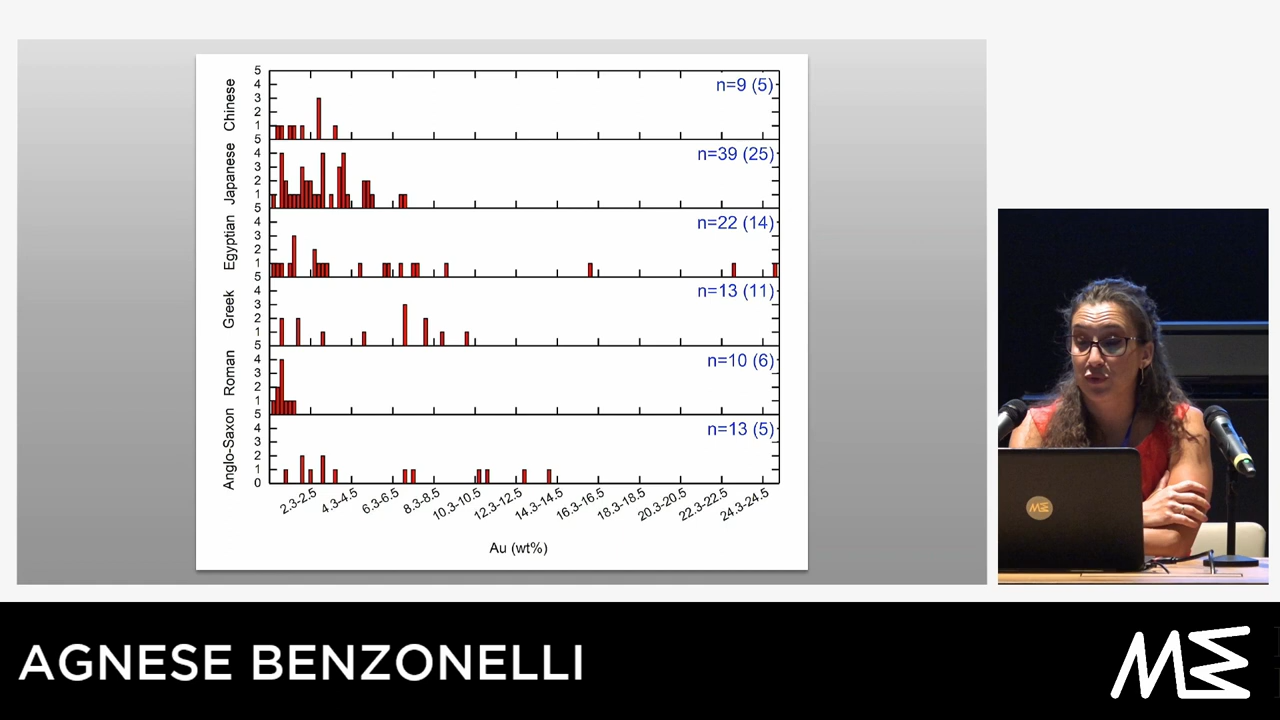 Chinese
5
4
3
2
1
n=9 (5)
Japanese
5
4
3
2
1
n=39 (25)
Egyptian
5
4
3
2
1
n=22 (14)
Greek
5
4
3
2
1
n=13 (11)
Roman
5
4
3
2
1
n=10 (6)
Anglo-Saxon
5
4
3
2
1
0
n=13 (5)
2.3-2.5 4.3-4.5 6.3-6.5 8.3-8.5 10.3-10.5 12.3-12.5 14.3-14.5 16.3-16.5 18.3-18.5 20.3-20.5 22.3-22.5 24.3-24.5
Au (wt%)
ME
AGNESE BENZONELLI
ME